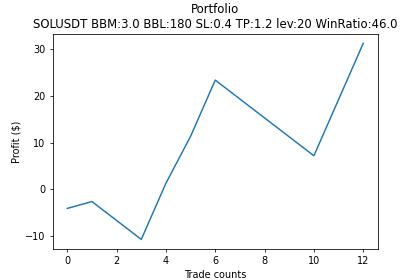 Portfolio
SOLUSDT BBM:3.0 BBL:180 SL:0.4 TP:1.2 lev:20 WinRatio:46.0
30
20
10
0
−10
Profit ($)
0 2 4 6 8 10 12
Trade counts